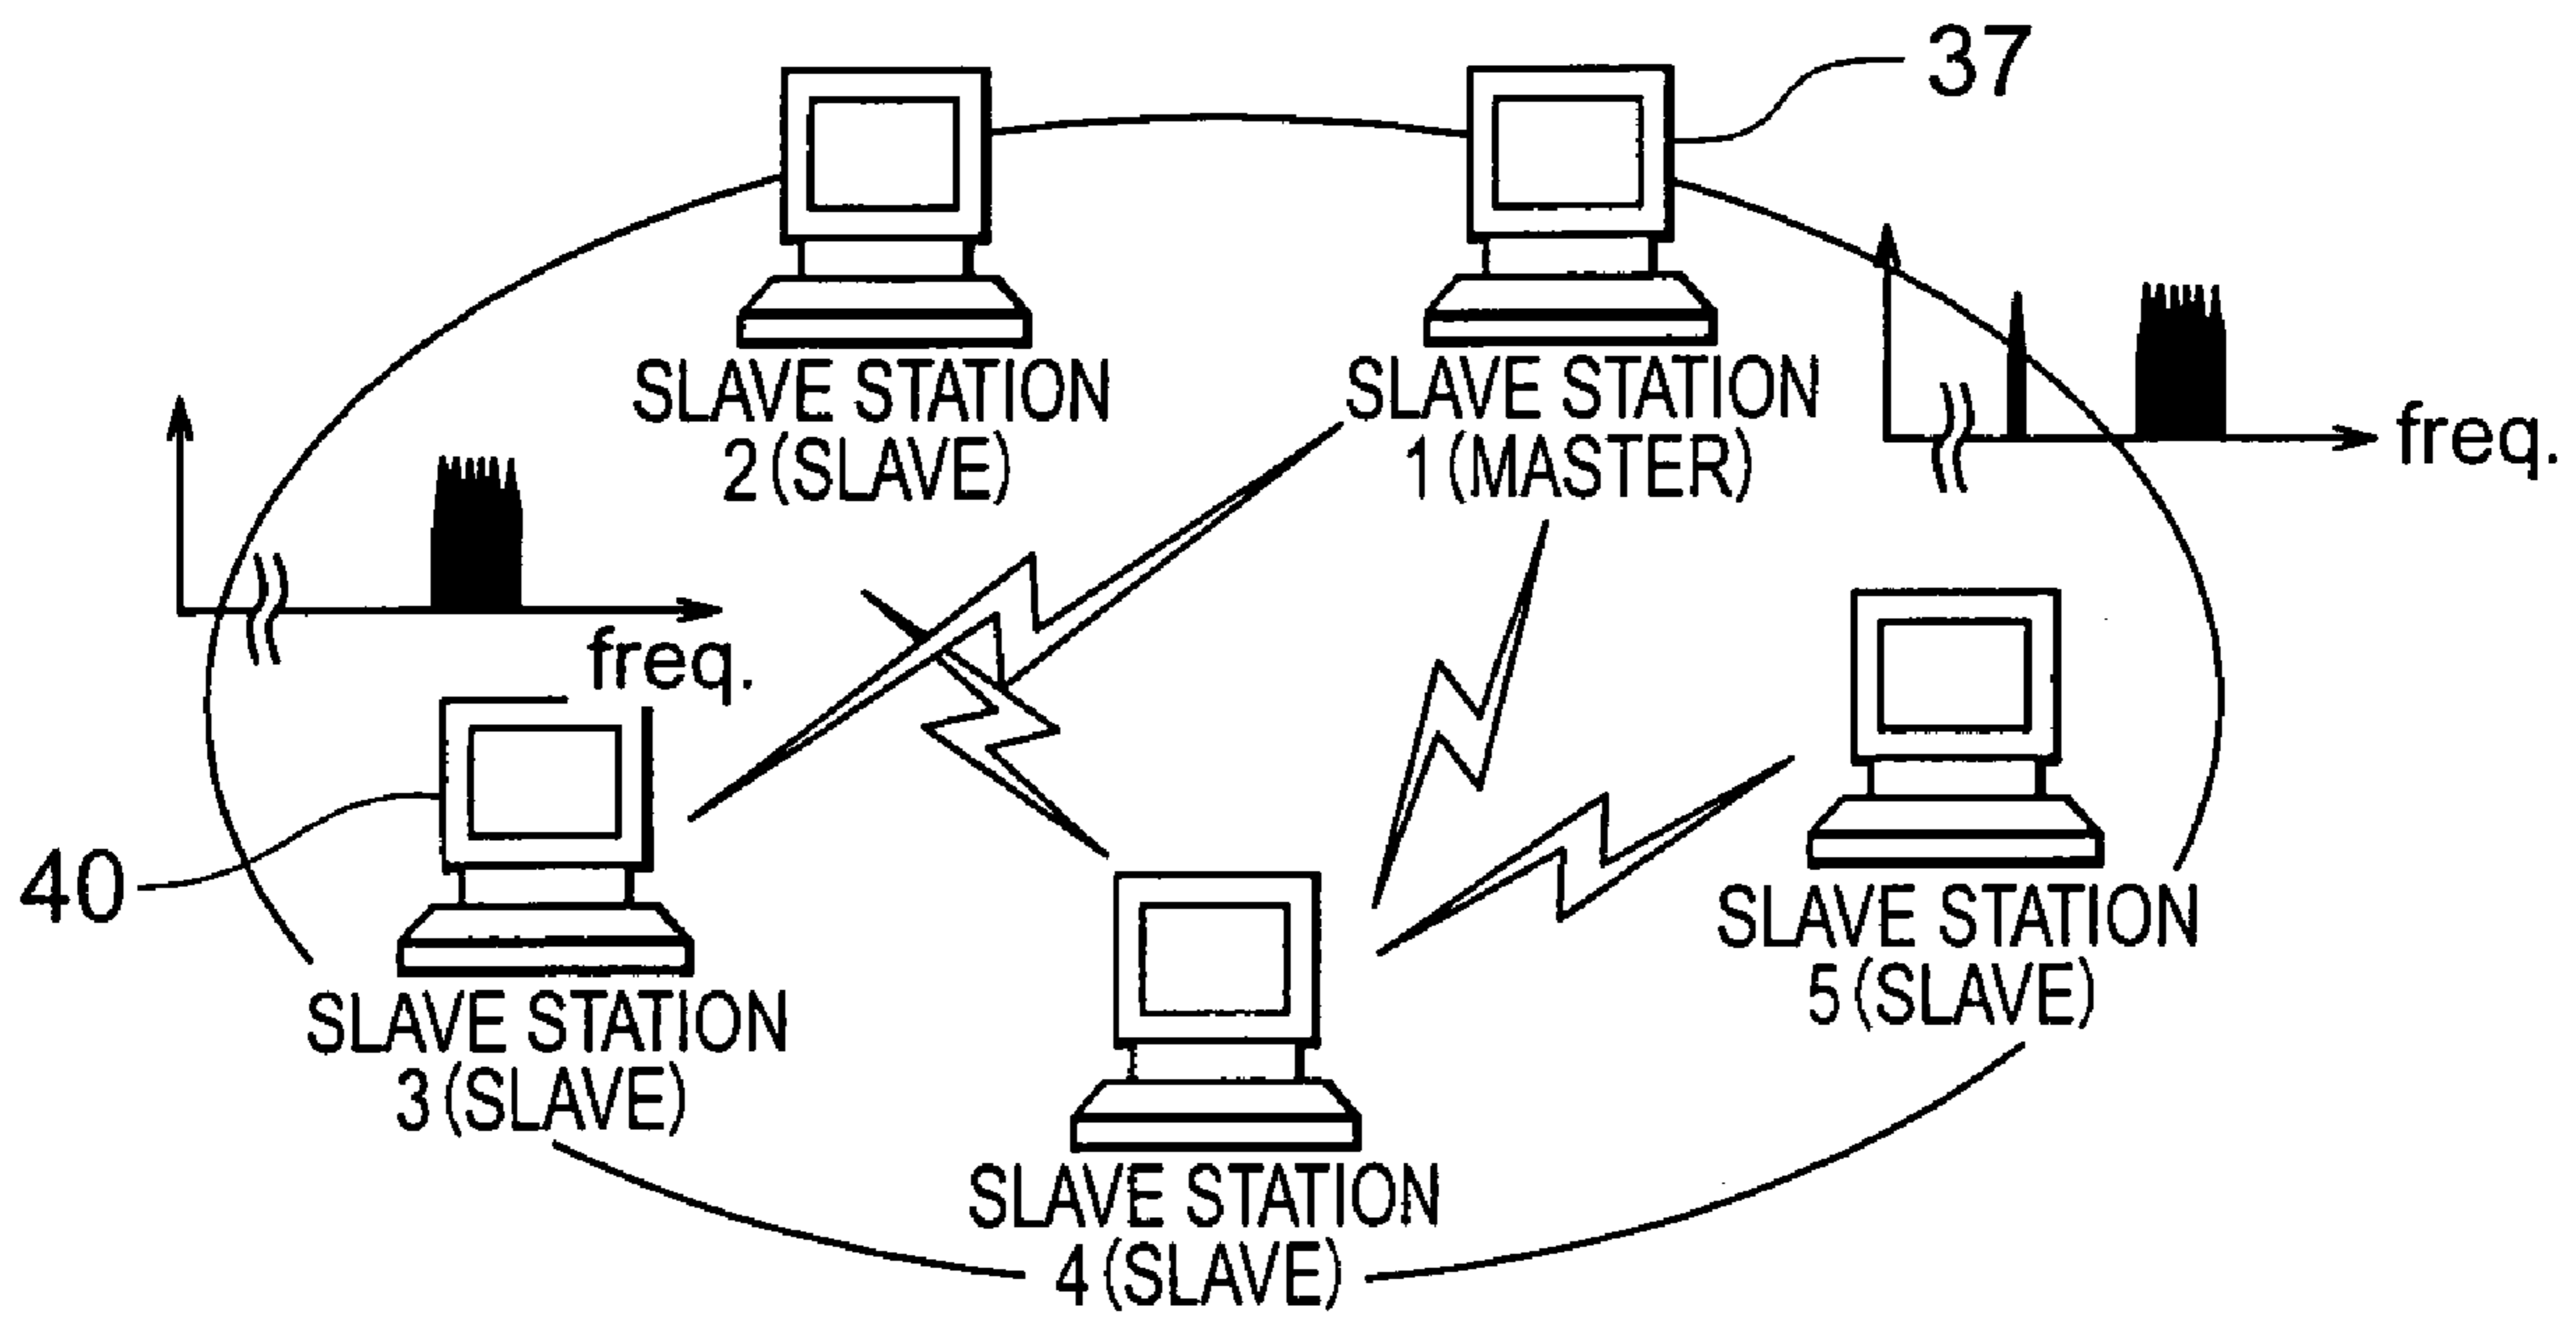 37
SLAVE STATION
2 (SLAVE)
SLAVE STATION
1 (MASTER)
freq.
freq.
40
SLAVE STATION
3 (SLAVE)
SLAVE STATION
5 (SLAVE)
SLAVE STATION
4 (SLAVE)